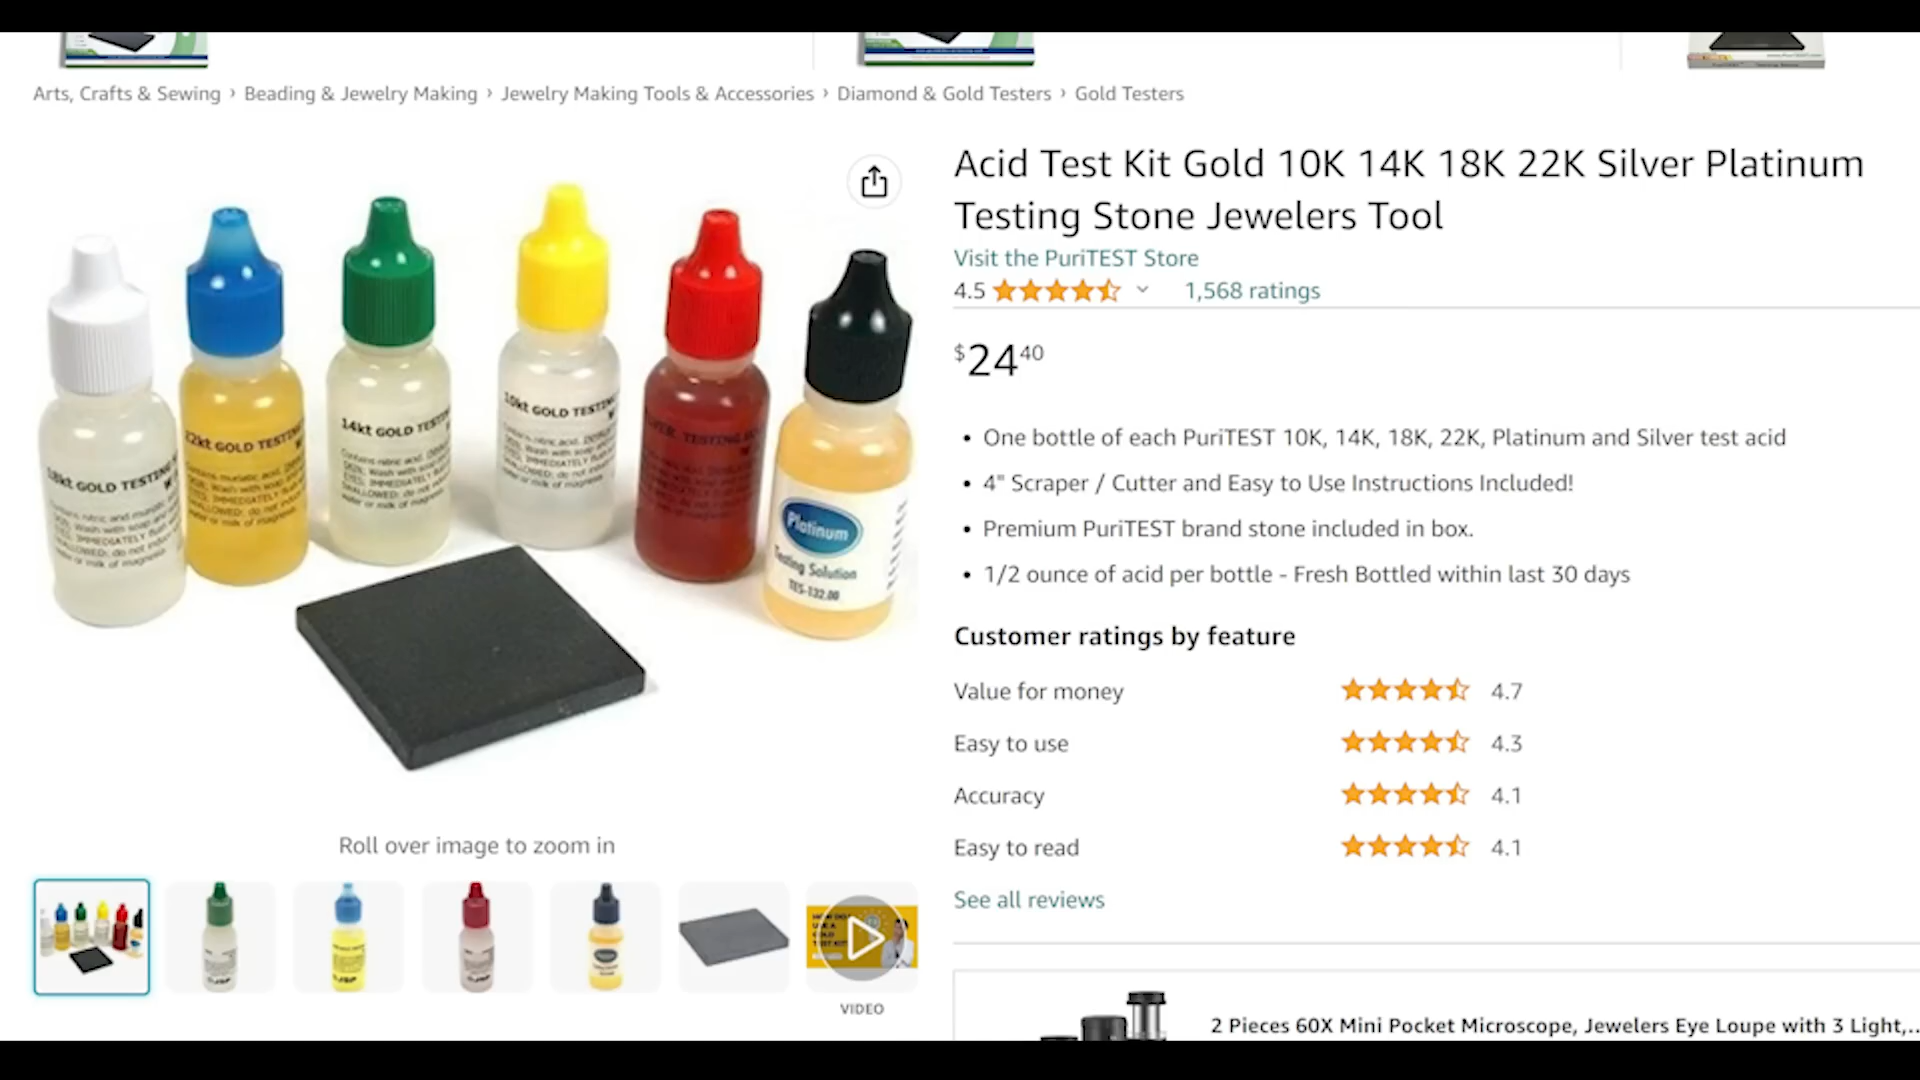 Arts, Crafts & Sewing › Beading & Jewelry Making › Jewelry Making Tools & Accessories › Diamond & Gold Testers › Gold Testers
Acid Test Kit Gold 10K 14K 18K 22K Silver Platinum
Testing Stone Jewelers Tool
Visit the PuriTEST Store
4.5 1,568 ratings
$24.40
• One bottle of each PuriTEST 10K, 14K, 18K, 22K, Platinum and Silver test acid
• 4" Scraper / Cutter and Easy to Use Instructions Included!
• Premium PuriTEST brand stone included in box.
• 1/2 ounce of acid per bottle - Fresh Bottled within last 30 days
Customer ratings by feature
Value for money 4.7
Easy to use 4.3
Accuracy 4.1
Easy to read 4.1
See all reviews
2 Pieces 60X Mini Pocket Microscope, Jewelers Eye Loupe with 3 Light,...
18kt GOLD TESTING
22kt GOLD TESTING
14kt GOLD TESTING
10kt GOLD TESTING
Platinum
Testing Solution
TES-132.00
Roll over image to zoom in
VIDEO